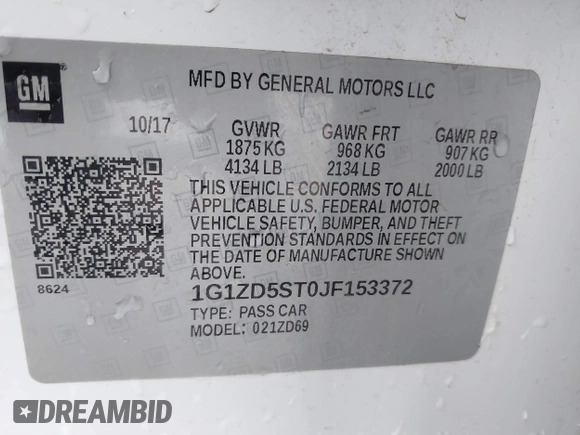 GM
MFD BY GENERAL MOTORS LLC
10/17 GVWR GAWR FRT GAWR RR
1875 KG 968 KG 907 KG
4134 LB 2134 LB 2000 LB
THIS VEHICLE CONFORMS TO ALL
APPLICABLE U.S. FEDERAL MOTOR
VEHICLE SAFETY, BUMPER, AND THEFT
PREVENTION STANDARDS IN EFFECT ON
THE DATE OF MANUFACTURE SHOWN
ABOVE.
8624
1G1ZD5ST0JF153372
TYPE: PASS CAR
MODEL: 021ZD69
DREAMBID